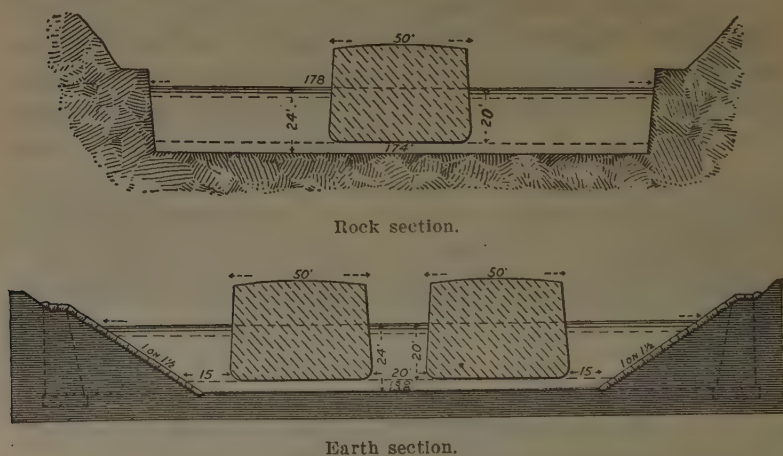 50'
178
24'
20'
174'
Rock section.
50' 50'
24' 20'
1 ON 1½ 1 ON 1½
15 20' 15
Earth section.